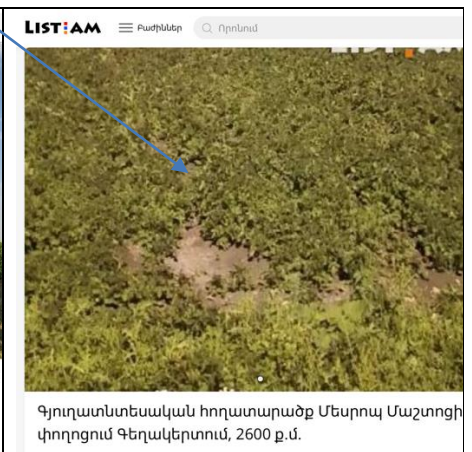 LIST.AM Բաժիններ Որոնում
Գյուղատնտեսական հողատարածք Մեսրոպ Մաշտոցի
փողոցում Գեղակերտում, 2600 ք.մ.